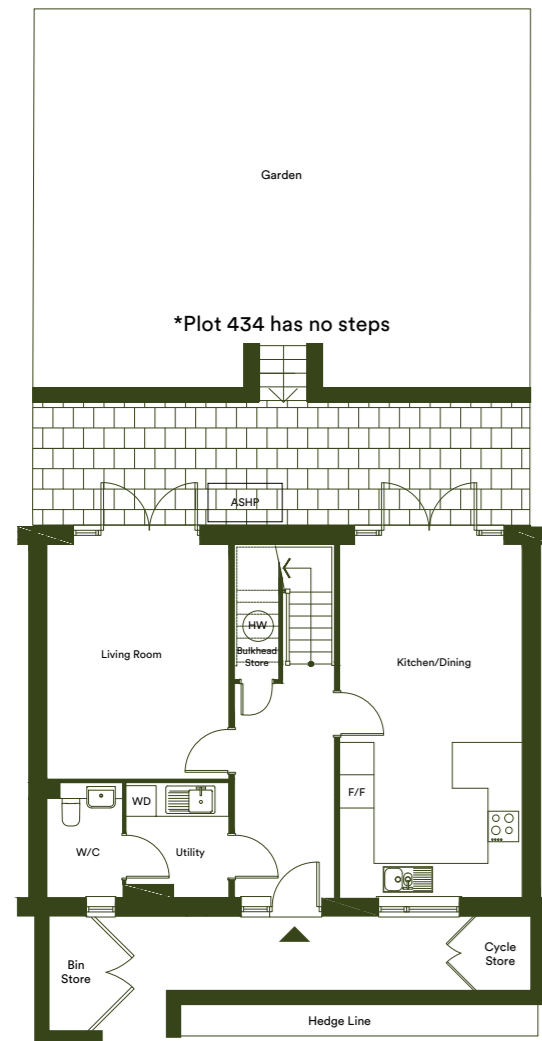 Garden
*Plot 434 has no steps
ASHP
HW
Bulkhead
Store
Living Room
Kitchen/Dining
WD
F/F
W/C
Utility
Bin
Store
Cycle
Store
Hedge Line